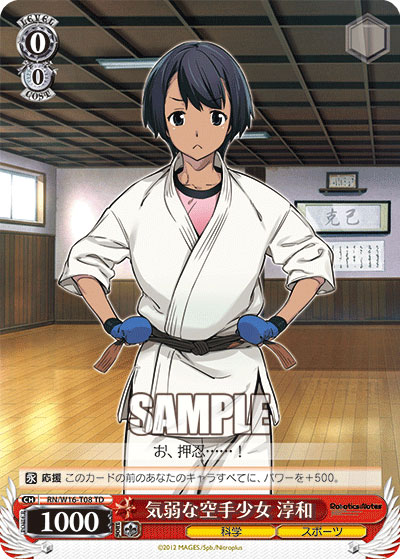 LEVEL
0
0
COST
克己
SAMPLE
お、押忍……!
CH RN/W16-T08 TD
永 応援 このカードの前のあなたのキャラすべてに、パワーを+500。
1000
気弱な空手少女 淳和
Robotics;Notes
科学
スポーツ
©2012 MAGES./5pb./Nitroplus